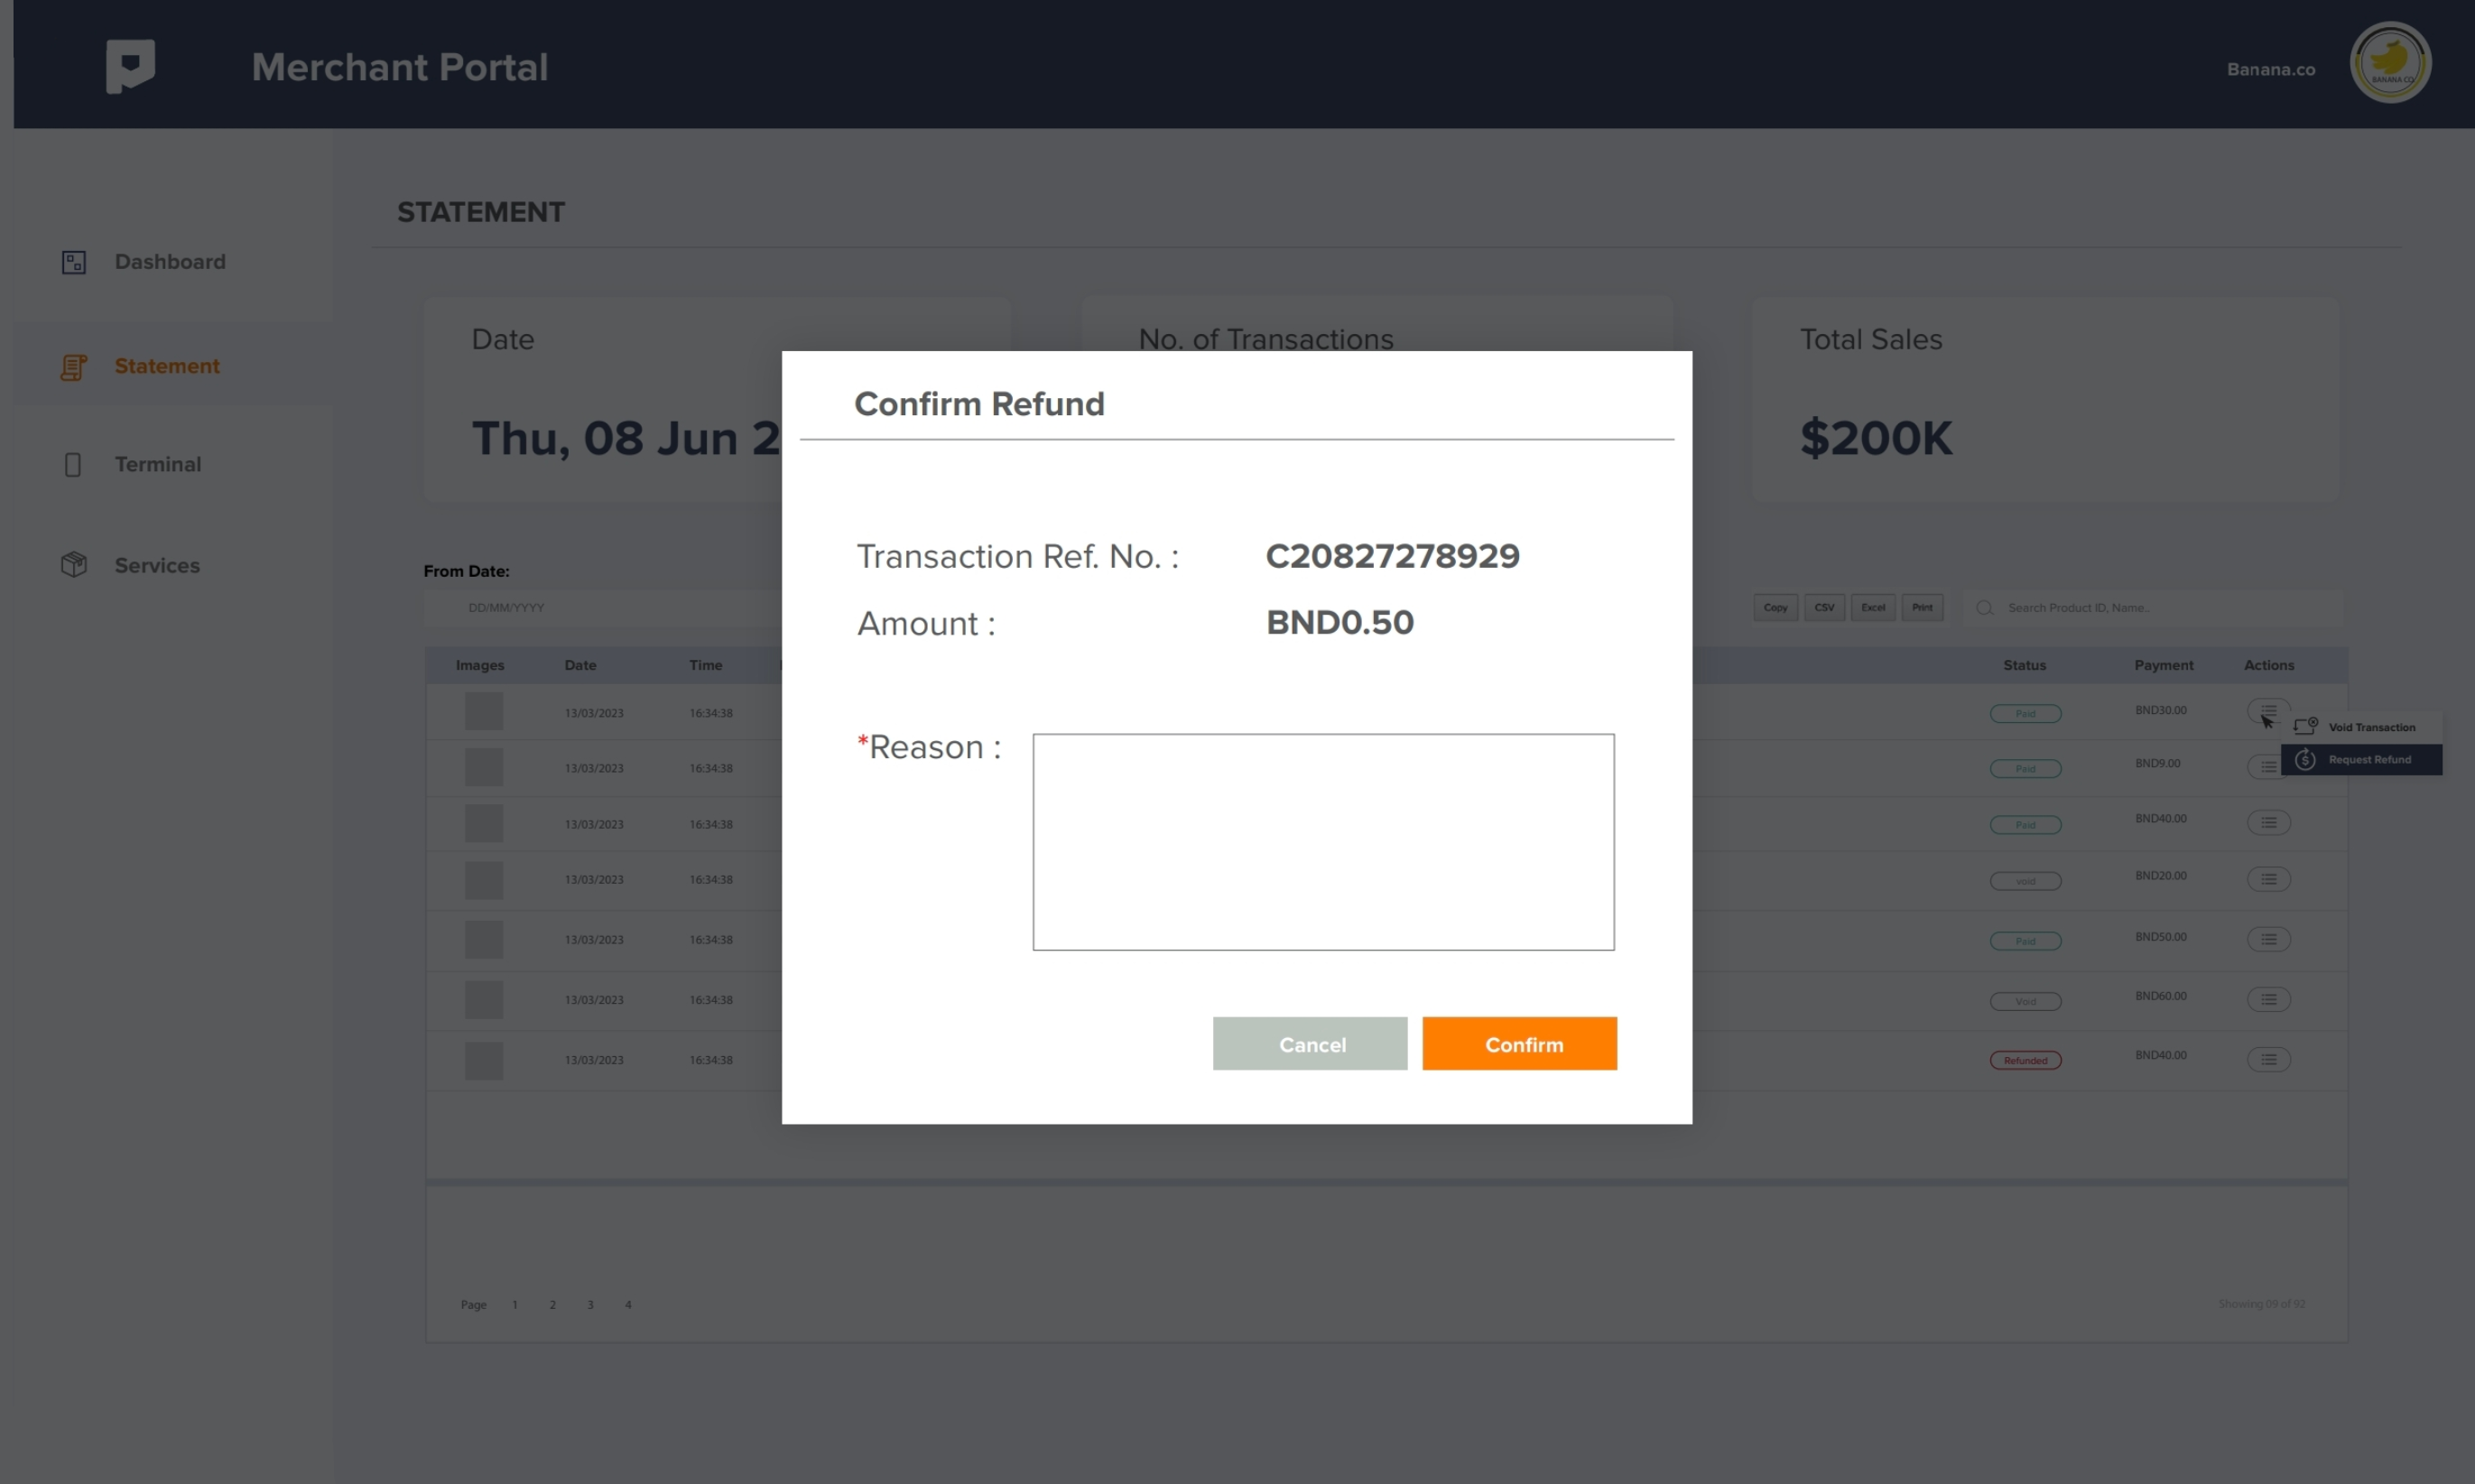 Merchant Portal
Banana.co
BANANA CO
STATEMENT
Dashboard
Statement
Terminal
Services
Date
No. of Transactions
Total Sales
Thu, 08 Jun 2
$200K
Confirm Refund
Transaction Ref. No. : C20827278929
Amount : BND0.50
*Reason :
Cancel Confirm
From Date:
DD/MM/YYYY
Copy CSV Excel Print Search Product ID, Name..
Images Date Time Status Payment Actions
13/03/2023 16:34:38 Paid BND30.00
Void Transaction
Request Refund
13/03/2023 16:34:38 Paid BND9.00
13/03/2023 16:34:38 Paid BND40.00
13/03/2023 16:34:38 void BND20.00
13/03/2023 16:34:38 Paid BND50.00
13/03/2023 16:34:38 Void BND60.00
13/03/2023 16:34:38 Refunded BND40.00
Page 1 2 3 4
Showing 09 of 92